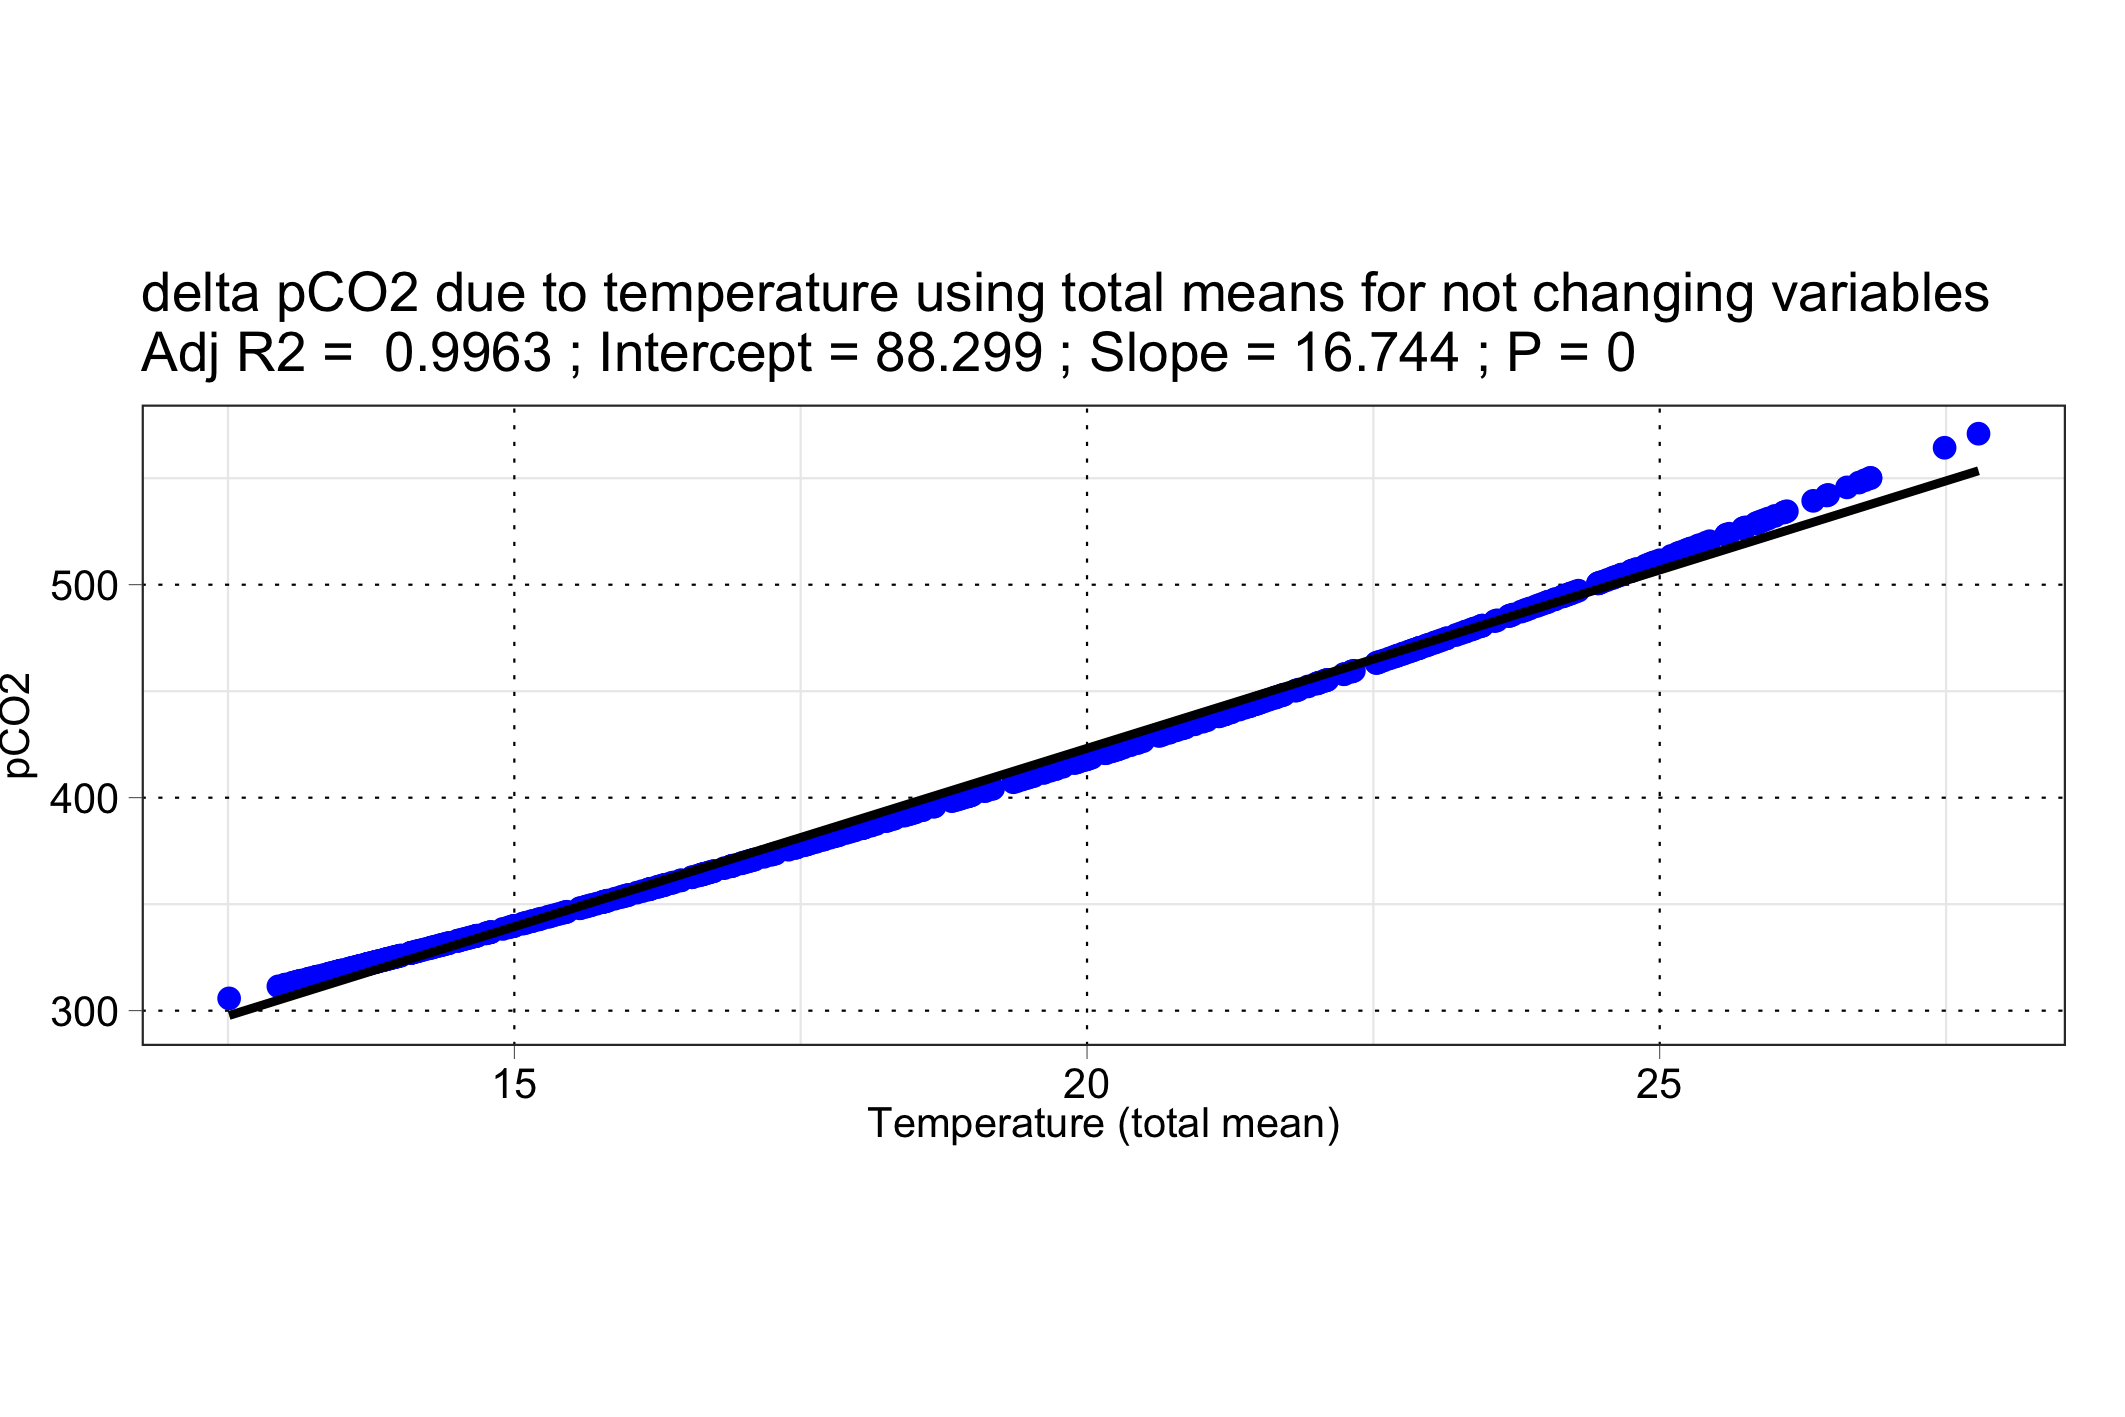 delta pCO2 due to temperature using total means for not changing variables
Adj R2 =  0.9963 ; Intercept = 88.299 ; Slope = 16.744 ; P = 0
pCO2
500
400
300
15
20
25
Temperature (total mean)